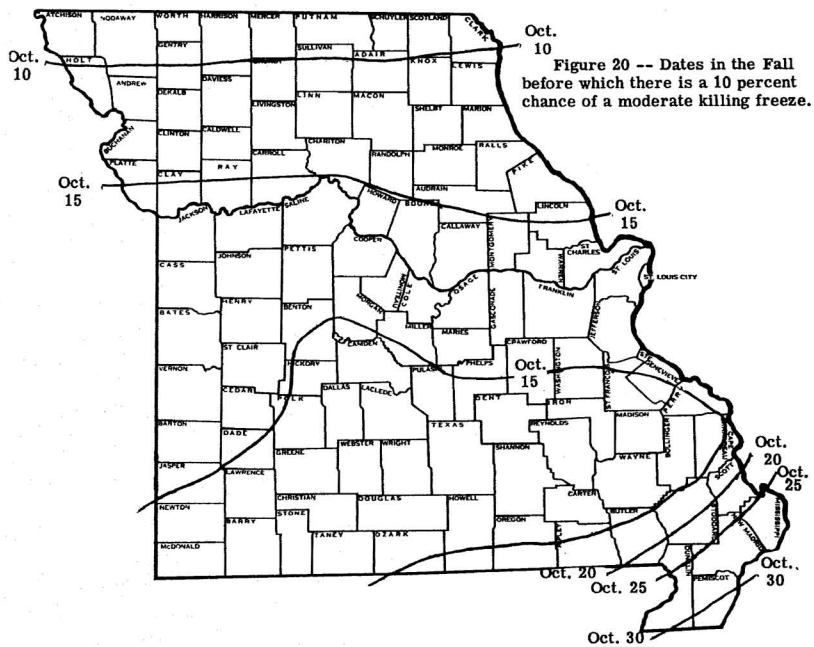 ATCHISON
NODAWAY
WORTH
HARRISON
MERCER
PUTNAM
SCHUYLER
SCOTLAND
CLARK
Oct.
10
Oct.
10
HOLT
GENTRY
SULLIVAN
ADAIR
KNOX
LEWIS
Figure 20 -- Dates in the Fall
before which there is a 10 percent
chance of a moderate killing freeze.
ANDREW
DEKALB
DAVIESS
LIVINGSTON
LINN
MACON
SHELBY
MARION
BUCHANAN
CLINTON
CALDWELL
CHARITON
RANDOLPH
MONROE
RALLS
PIKE
PLATTE
CLAY
RAY
CARROLL
AUDRAIN
Oct.
15
Oct.
15
JACKSON
LAFAYETTE
SALINE
HOWARD
BOONE
CALLAWAY
MONTGOMERY
LINCOLN
WARREN
ST
CHARLES
ST LOUIS
ST LOUIS CITY
CASS
JOHNSON
PETTIS
COOPER
MONITEAU
COLE
OSAGE
GASCONADE
FRANKLIN
JEFFERSON
BATES
HENRY
BENTON
MORGAN
MILLER
MARIES
CRAWFORD
WASHINGTON
ST FRANCOIS
STE GENEVIEVE
PERRY
VERNON
ST CLAIR
HICKORY
CAMDEN
PULASKI
PHELPS
Oct.
15
CEDAR
POLK
DALLAS
LACLEDE
DENT
IRON
MADISON
BOLLINGER
CAPE
GIRARDEAU
BARTON
DADE
GREENE
WEBSTER
WRIGHT
TEXAS
REYNOLDS
SHANNON
WAYNE
SCOTT
Oct.
20
Oct.
25
JASPER
LAWRENCE
CHRISTIAN
DOUGLAS
HOWELL
CARTER
BUTLER
STODDARD
MISSISSIPPI
NEWTON
BARRY
STONE
TANEY
OZARK
OREGON
RIPLEY
NEW MADRID
McDONALD
DUNKLIN
PEMISCOT
Oct. 20
Oct. 25
Oct.
30
Oct. 30